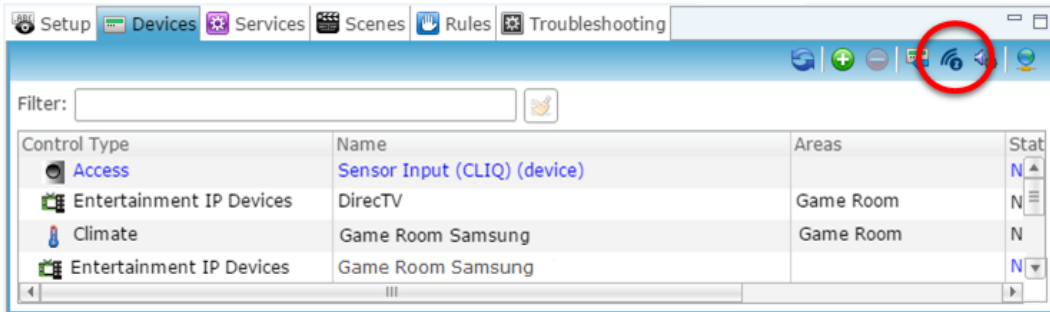 Setup Devices Services Scenes Rules Troubleshooting
Filter:
Control Type Name Areas Stat
Access Sensor Input (CLIQ) (device) N
Entertainment IP Devices DirecTV Game Room N
Climate Game Room Samsung Game Room N
Entertainment IP Devices Game Room Samsung N